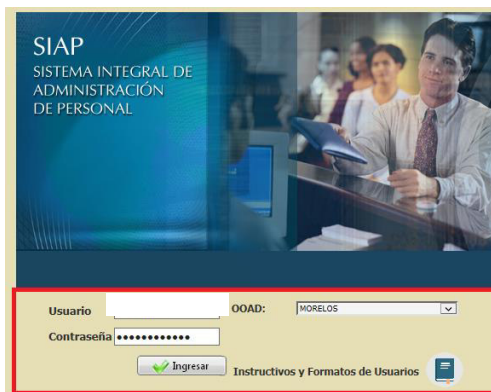 SIAP
SISTEMA INTEGRAL DE
ADMINISTRACIÓN
DE PERSONAL
Usuario OOAD: MORELOS
Contraseña ••••••••••••
Ingresar Instructivos y Formatos de Usuarios